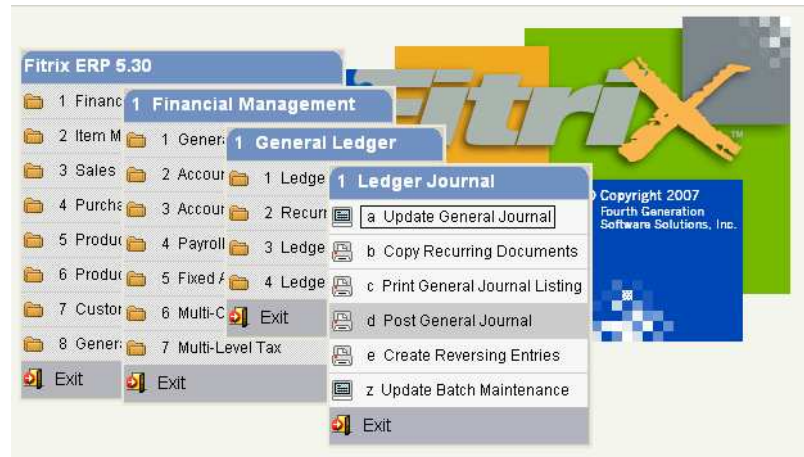 Fitrix ERP 5.30
1 Financ
2 Item M
3 Sales
4 Purcha
5 Produc
6 Produc
7 Custor
8 Gener
Exit
1 Financial Management
1 Gener
2 Accour
3 Accour
4 Payroll
5 Fixed A
6 Multi-C
7 Multi-Level Tax
Exit
1 General Ledger
1 Ledge
2 Recurr
3 Ledge
4 Ledge
Exit
1 Ledger Journal
a Update General Journal
b Copy Recurring Documents
c Print General Journal Listing
d Post General Journal
e Create Reversing Entries
z Update Batch Maintenance
Exit
FitriX
TM
Copyright 2007
Fourth Generation
Software Solutions, Inc.